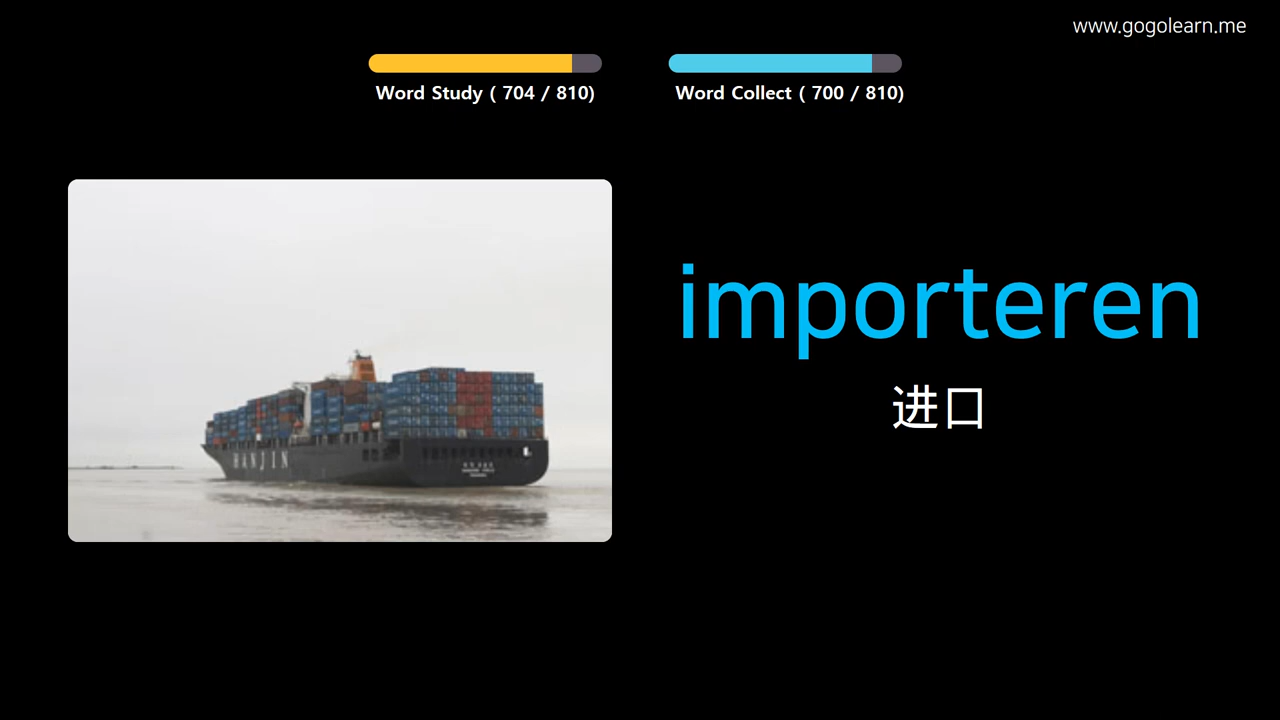 www.gogolearn.me
Word Study ( 704 / 810)
Word Collect ( 700 / 810)
importeren
进口
HANJIN